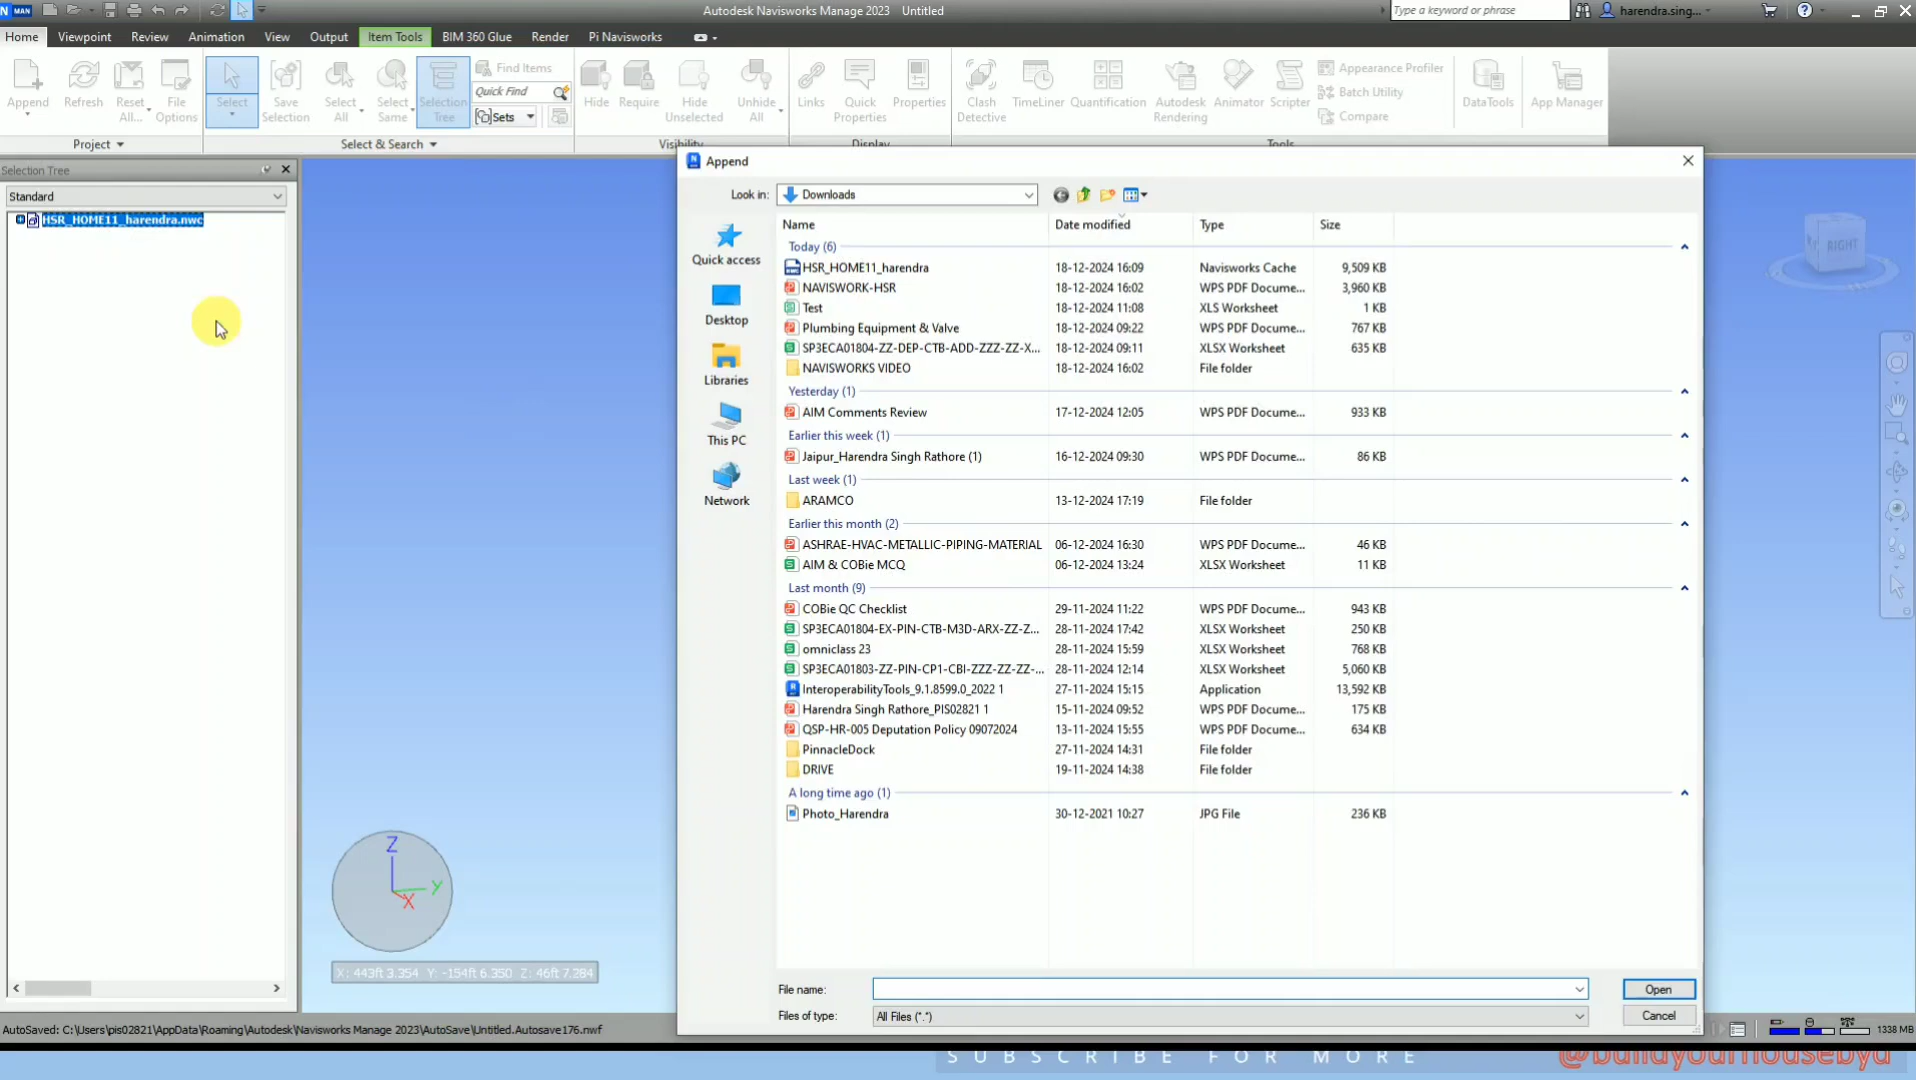 N MAN
Autodesk Navisworks Manage 2023 Untitled
Type a keyword or phrase
harendra.sing...
Home Viewpoint Review Animation View Output Item Tools BIM 360 Glue Render Pi Navisworks
Append
Refresh
Reset All...
File Options
Select
Save Selection
Select All
Select Same
Selection Tree
Find Items
Quick Find
Sets
Hide
Require
Hide Unselected
Unhide All
Links
Quick Properties
Properties
Clash Detective
TimeLiner
Quantification
Autodesk Rendering
Animator
Scripter
Appearance Profiler
Batch Utility
Compare
DataTools
App Manager
Project
Select & Search
Visibility
Display
Tools
Selection Tree
Standard
HSR_HOME11_harendra.nwc
Append
Look in: Downloads
Quick access
Desktop
Libraries
This PC
Network
Name Date modified Type Size
Today (6)
HSR_HOME11_harendra 18-12-2024 16:09 Navisworks Cache 9,509 KB
NAVISWORK-HSR 18-12-2024 16:02 WPS PDF Docume... 3,960 KB
Test 18-12-2024 11:08 XLS Worksheet 1 KB
Plumbing Equipment & Valve 18-12-2024 09:22 WPS PDF Docume... 767 KB
SP3ECA01804-ZZ-DEP-CTB-ADD-ZZZ-ZZ-X... 18-12-2024 09:11 XLSX Worksheet 635 KB
NAVISWORKS VIDEO 18-12-2024 16:02 File folder
Yesterday (1)
AIM Comments Review 17-12-2024 12:05 WPS PDF Docume... 933 KB
Earlier this week (1)
Jaipur_Harendra Singh Rathore (1) 16-12-2024 09:30 WPS PDF Docume... 86 KB
Last week (1)
ARAMCO 13-12-2024 17:19 File folder
Earlier this month (2)
ASHRAE-HVAC-METALLIC-PIPING-MATERIAL 06-12-2024 16:30 WPS PDF Docume... 46 KB
AIM & COBie MCQ 06-12-2024 13:24 XLSX Worksheet 11 KB
Last month (9)
COBie QC Checklist 29-11-2024 11:22 WPS PDF Docume... 943 KB
SP3ECA01804-EX-PIN-CTB-M3D-ARX-ZZ-Z... 28-11-2024 17:42 XLSX Worksheet 250 KB
omniclass 23 28-11-2024 15:59 XLSX Worksheet 768 KB
SP3ECA01803-ZZ-PIN-CP1-CBI-ZZZ-ZZ-ZZ-... 28-11-2024 12:14 XLSX Worksheet 5,060 KB
InteroperabilityTools_9.1.8599.0_2022 1 27-11-2024 15:15 Application 13,592 KB
Harendra Singh Rathore_PIS02821 1 15-11-2024 09:52 WPS PDF Docume... 175 KB
QSP-HR-005 Deputation Policy 09072024 13-11-2024 15:55 WPS PDF Docume... 634 KB
PinnacleDock 27-11-2024 14:31 File folder
DRIVE 19-11-2024 14:38 File folder
A long time ago (1)
Photo_Harendra 30-12-2021 10:27 JPG File 236 KB
File name: Open
Files of type: All Files (*.*) Cancel
RIGHT
Z
Y
X
X: 443ft 3.354 Y: -154ft 6.350 Z: 46ft 7.284
AutoSaved: C:\Users\pis02821\AppData\Roaming\Autodesk\Navisworks Manage 2023\AutoSave\Untitled.Autosave176.nwf
1338 MB
SUBSCRIBE FOR MORE
@buildyourhousebyd